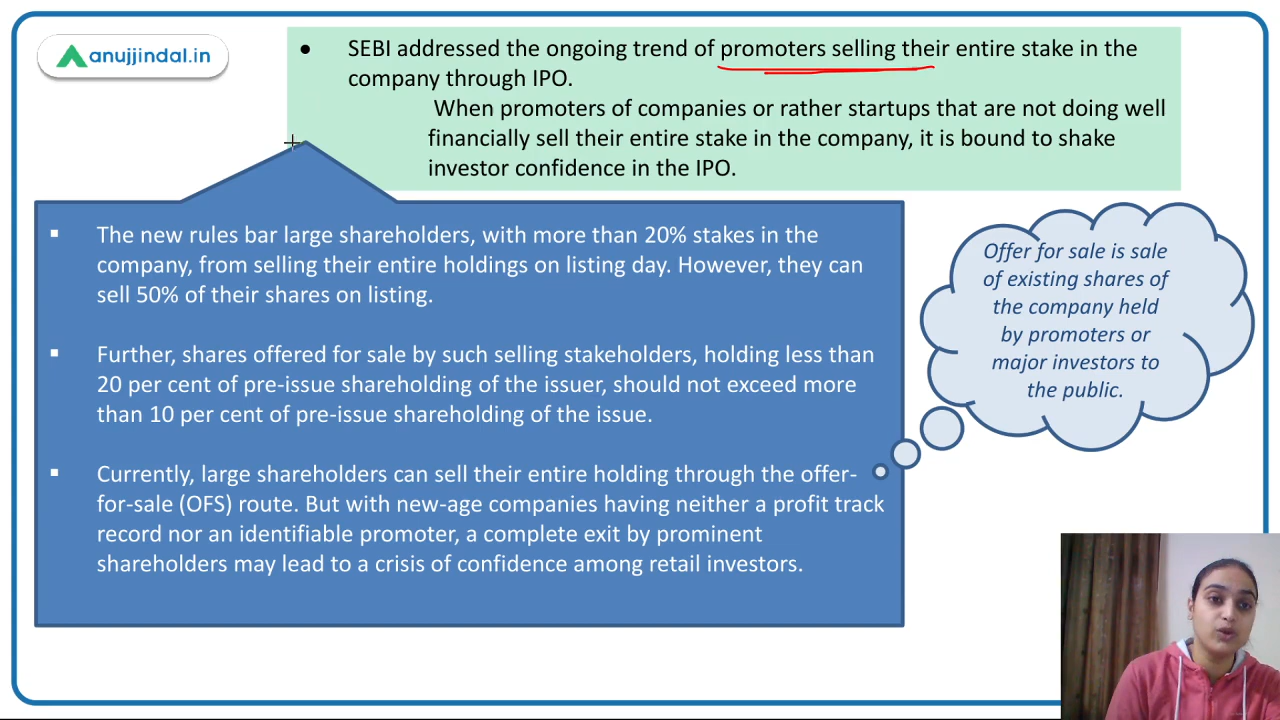 anujjindal.in
● SEBI addressed the ongoing trend of promoters selling their entire stake in the
company through IPO.
When promoters of companies or rather startups that are not doing well
financially sell their entire stake in the company, it is bound to shake
investor confidence in the IPO.
▪ The new rules bar large shareholders, with more than 20% stakes in the
company, from selling their entire holdings on listing day. However, they can
sell 50% of their shares on listing.
▪ Further, shares offered for sale by such selling stakeholders, holding less than
20 per cent of pre-issue shareholding of the issuer, should not exceed more
than 10 per cent of pre-issue shareholding of the issue.
▪ Currently, large shareholders can sell their entire holding through the offer-
for-sale (OFS) route. But with new-age companies having neither a profit track
record nor an identifiable promoter, a complete exit by prominent
shareholders may lead to a crisis of confidence among retail investors.
Offer for sale is sale
of existing shares of
the company held
by promoters or
major investors to
the public.